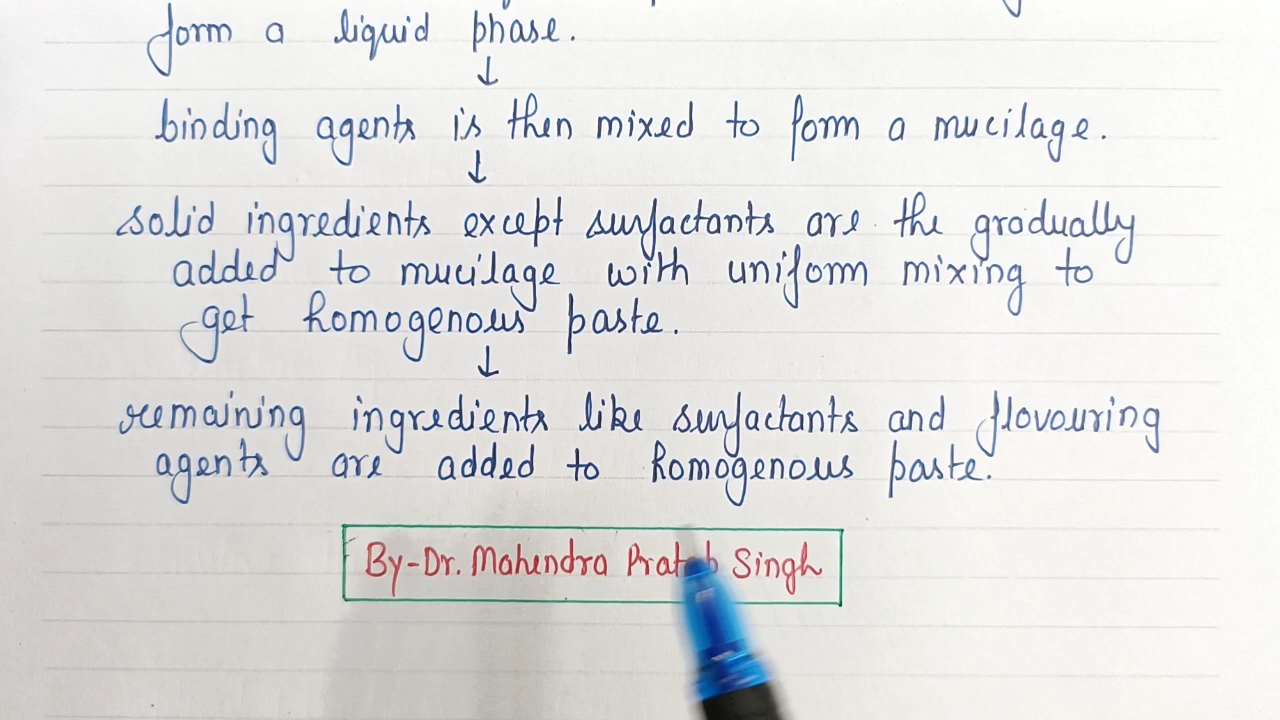 form a liquid phase.
↓
binding agents is then mixed to form a mucilage.
↓
solid ingredients except surfactants are the gradually
added to mucilage with uniform mixing to
get homogenous paste.
↓
remaining ingredients like surfactants and flovouring
agents are added to homogenous paste.
By-Dr. Mahendra Singh